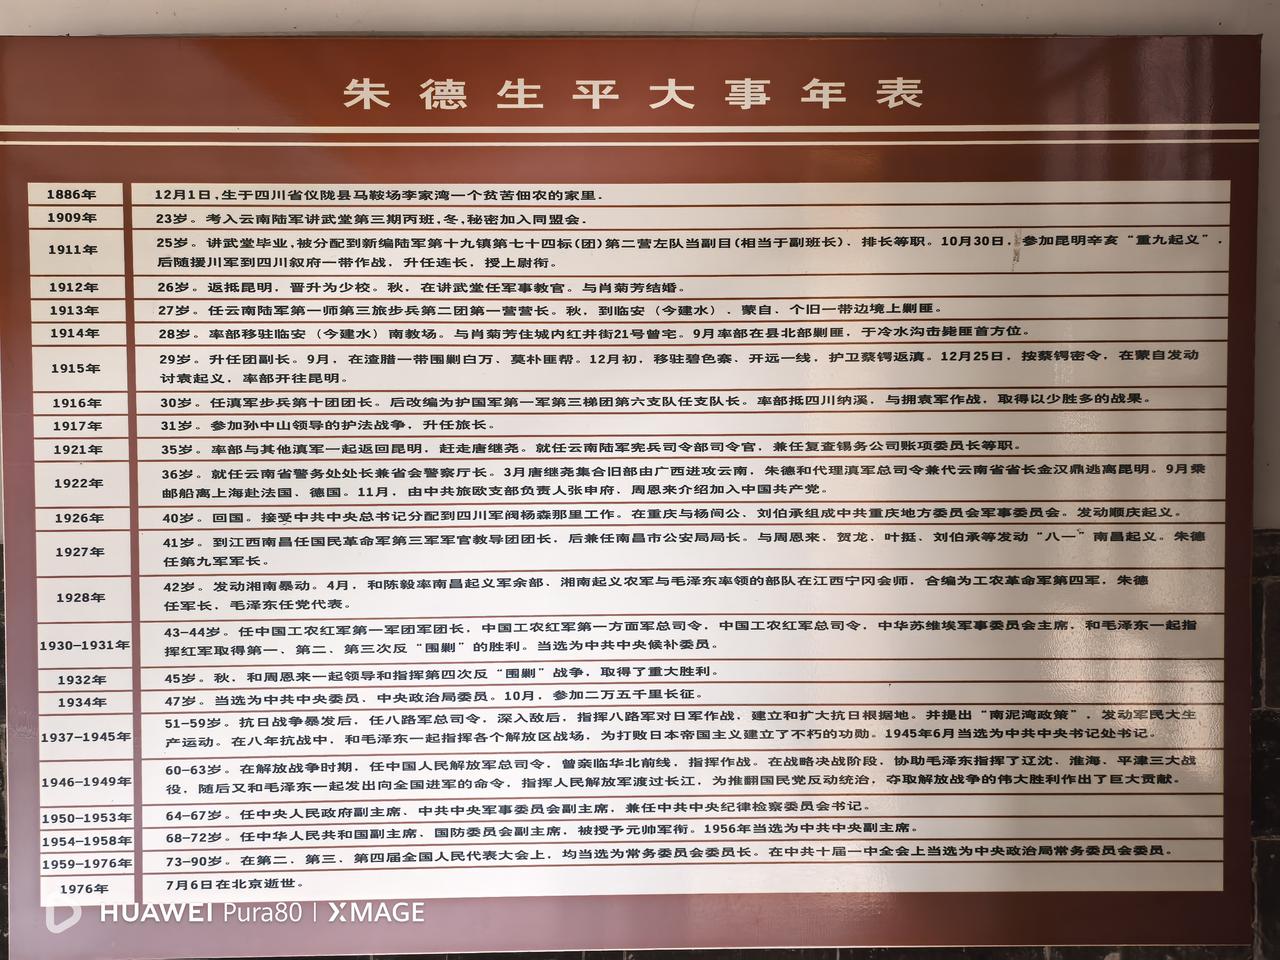 朱德生平大事年表
1886年 12月1日,生于四川省仪陇县马鞍场李家湾一个贫苦佃农的家里.
1909年 23岁。考入云南陆军讲武堂第三期丙班,冬,秘密加入同盟会.
1911年 25岁。讲武堂毕业,被分配到新编陆军第十九镇第七十四标(团)第二营左队当副目(相当于副班长)、排长等职。10月30日，参加昆明辛亥“重九起义”，
后随援川军到四川叙府一带作战，升任连长，授上尉衔。
1912年 26岁。返抵昆明，晋升为少校。秋，在讲武堂任军事教官。与肖菊芳结婚。
1913年 27岁。任云南陆军第一师第三旅步兵第二团第一营营长。秋，到临安（今建水）、蒙自、个旧一带边境上剿匪。
1914年 28岁。率部移驻临安（今建水）南教场。与肖菊芳住城内红井街21号曾宅。9月率部在县北部剿匪，于冷水沟击毙匪首方位。
1915年 29岁。升任团副长。9月，在渣腊一带围剿白万、莫朴匪帮。12月初，移驻碧色寨、开远一线，护卫蔡锷返滇。12月25日，按蔡锷密令，在蒙自发动
讨袁起义，率部开往昆明。
1916年 30岁。任滇军步兵第十团团长。后改编为护国军第一军第三梯团第六支队任支队长。率部抵四川纳溪，与拥袁军作战，取得以少胜多的战果。
1917年 31岁。参加孙中山领导的护法战争，升任旅长。
1921年 35岁。率部与其他滇军一起返回昆明，赶走唐继尧。就任云南陆军宪兵司令部司令官，兼任复查锡务公司账项委员长等职。
1922年 36岁。就任云南省警务处处长兼省会警察厅长。3月唐继尧集合旧部由广西进攻云南，朱德和代理滇军总司令兼代云南省省长金汉鼎逃离昆明。9月乘
邮船离上海赴法国、德国。11月，由中共旅欧支部负责人张申府、周恩来介绍加入中国共产党。
1926年 40岁。回国。接受中共中央总书记分配到四川军阀杨森那里工作。在重庆与杨闇公、刘伯承组成中共重庆地方委员会军事委员会。发动顺庆起义。
1927年 41岁。到江西南昌任国民革命军第三军军官教导团团长，后兼任南昌市公安局局长。与周恩来、贺龙、叶挺、刘伯承等发动“八一”南昌起义。朱德
任第九军军长。
1928年 42岁。发动湘南暴动。4月，和陈毅率南昌起义军余部、湘南起义农军与毛泽东率领的部队在江西宁冈会师，合编为工农革命军第四军，朱德
任军长，毛泽东任党代表。
1930-1931年 43-44岁。任中国工农红军第一军团军团长，中国工农红军第一方面军总司令，中国工农红军总司令，中华苏维埃军事委员会主席，和毛泽东一起指
挥红军取得第一、第二、第三次反“围剿”的胜利。当选为中共中央候补委员。
1932年 45岁。秋，和周恩来一起领导和指挥第四次反“围剿”战争，取得了重大胜利。
1934年 47岁。当选为中共中央委员、中央政治局委员。10月，参加二万五千里长征。
1937-1945年 51-59岁。抗日战争暴发后，任八路军总司令，深入敌后，指挥八路军对日军作战，建立和扩大抗日根据地。并提出“南泥湾政策”，发动军民大生
产运动。在八年抗战中，和毛泽东一起指挥各个解放区战场，为打败日本帝国主义建立了不朽的功勋。1945年6月当选为中共中央书记处书记。
1946-1949年 60-63岁。在解放战争时期，任中国人民解放军总司令，曾亲临华北前线，指挥作战。在战略决战阶段，协助毛泽东指挥了辽沈、淮海、平津三大战
役，随后又和毛泽东一起发出向全国进军的命令，指挥人民解放军渡过长江，为推翻国民党反动统治，夺取解放战争的伟大胜利作出了巨大贡献。
1950-1953年 64-67岁。任中央人民政府副主席、中共中央军事委员会副主席，兼任中共中央纪律检察委员会书记。
1954-1958年 68-72岁。任中华人民共和国副主席、国防委员会副主席，被授予元帅军衔。1956年当选为中共中央副主席。
1959-1976年 73-90岁。在第二、第三、第四届全国人民代表大会上，均当选为常务委员会委员长。在中共十届一中全会上当选为中央政治局常务委员会委员。
1976年 7月6日在北京逝世。
HUAWEI Pura80 | XMAGE